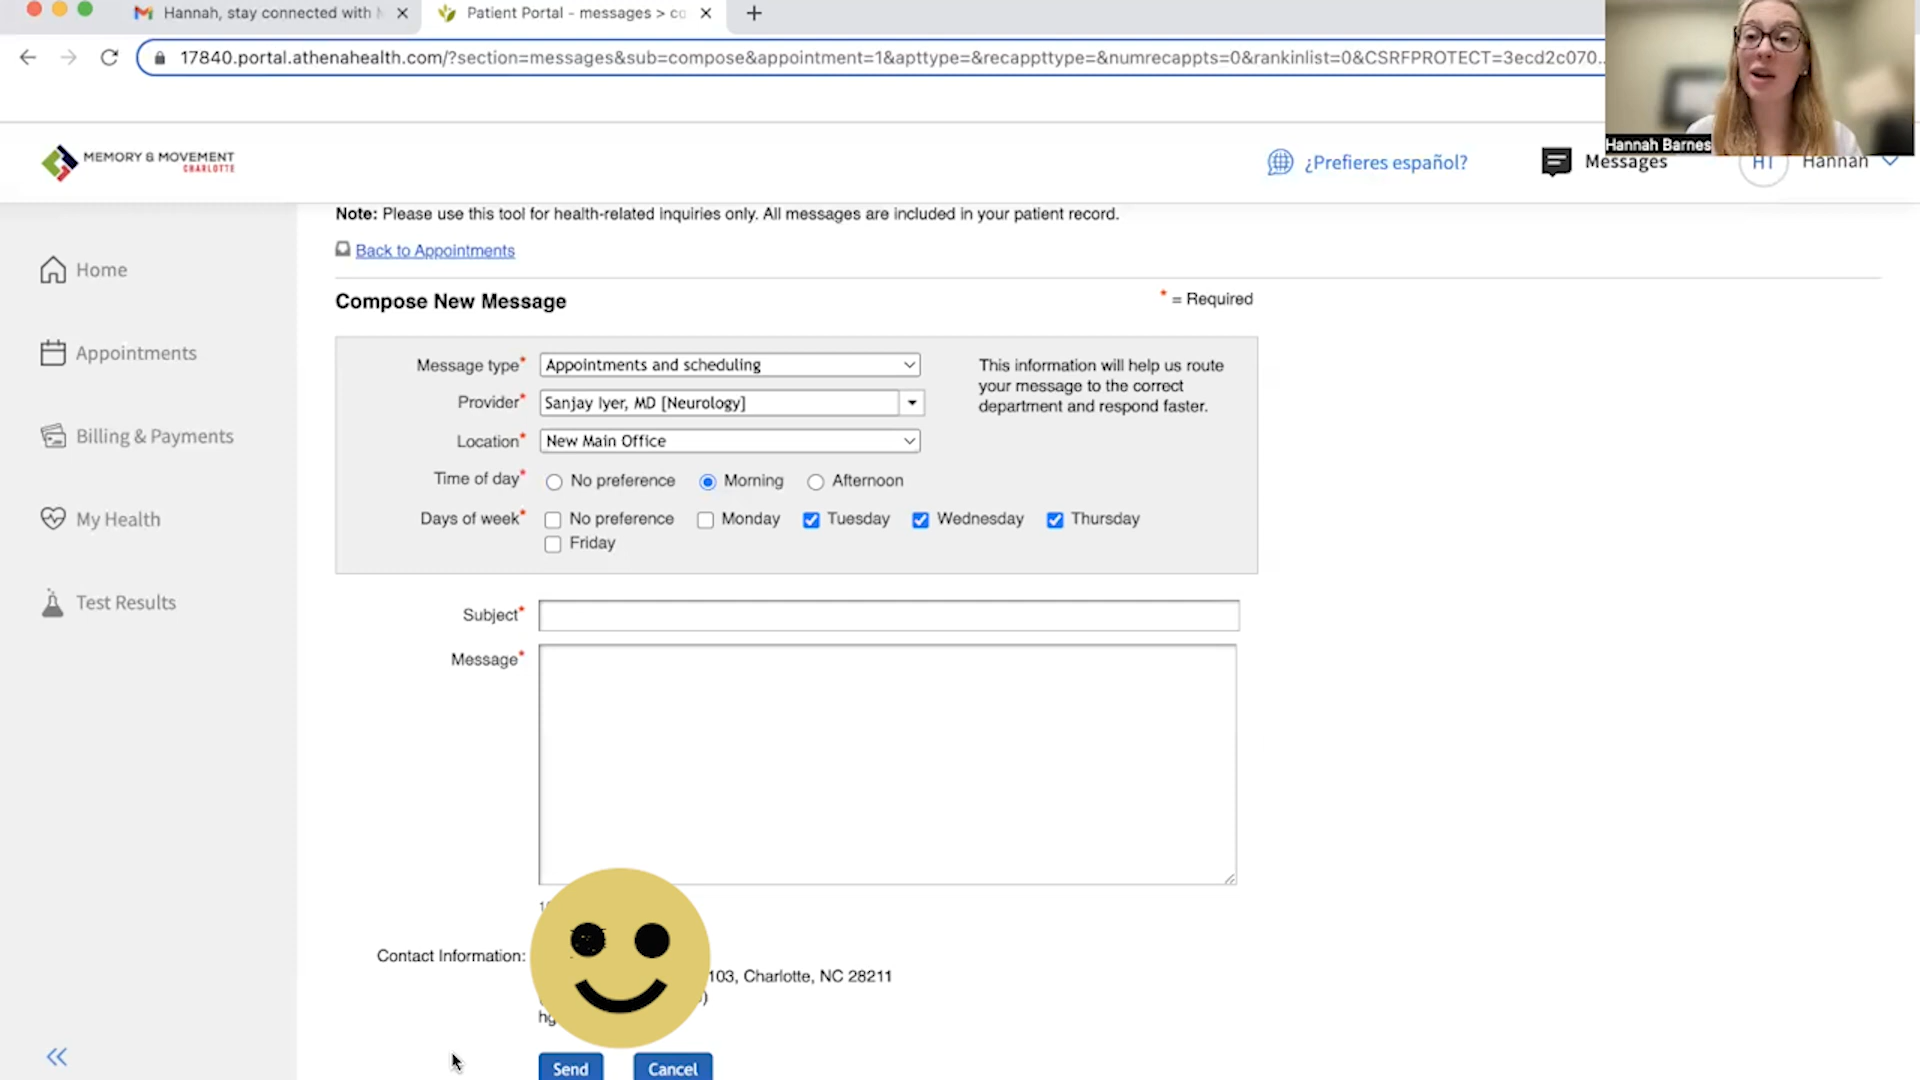 Hannah, stay connected with
Patient Portal - messages > co
17840.portal.athenahealth.com/?section=messages&sub=compose&appointment=1&apttype=&recappttype=&numrecappts=0&rankinlist=0&CSRFPROTECT=3ecd2c070...
Hannah Barnes
MEMORY & MOVEMENT
CHARLOTTE
¿Prefieres español?
Messages
HT
Hannah
Note: Please use this tool for health-related inquiries only. All messages are included in your patient record.
Back to Appointments
Home
Appointments
Billing & Payments
My Health
Test Results
Compose New Message
* = Required
Message type* Appointments and scheduling
Provider* Sanjay Iyer, MD [Neurology]
Location* New Main Office
Time of day* No preference Morning Afternoon
Days of week* No preference Monday Tuesday Wednesday Thursday
Friday
This information will help us route
your message to the correct
department and respond faster.
Subject*
Message*
Contact Information:
103, Charlotte, NC 28211
hg
Send Cancel